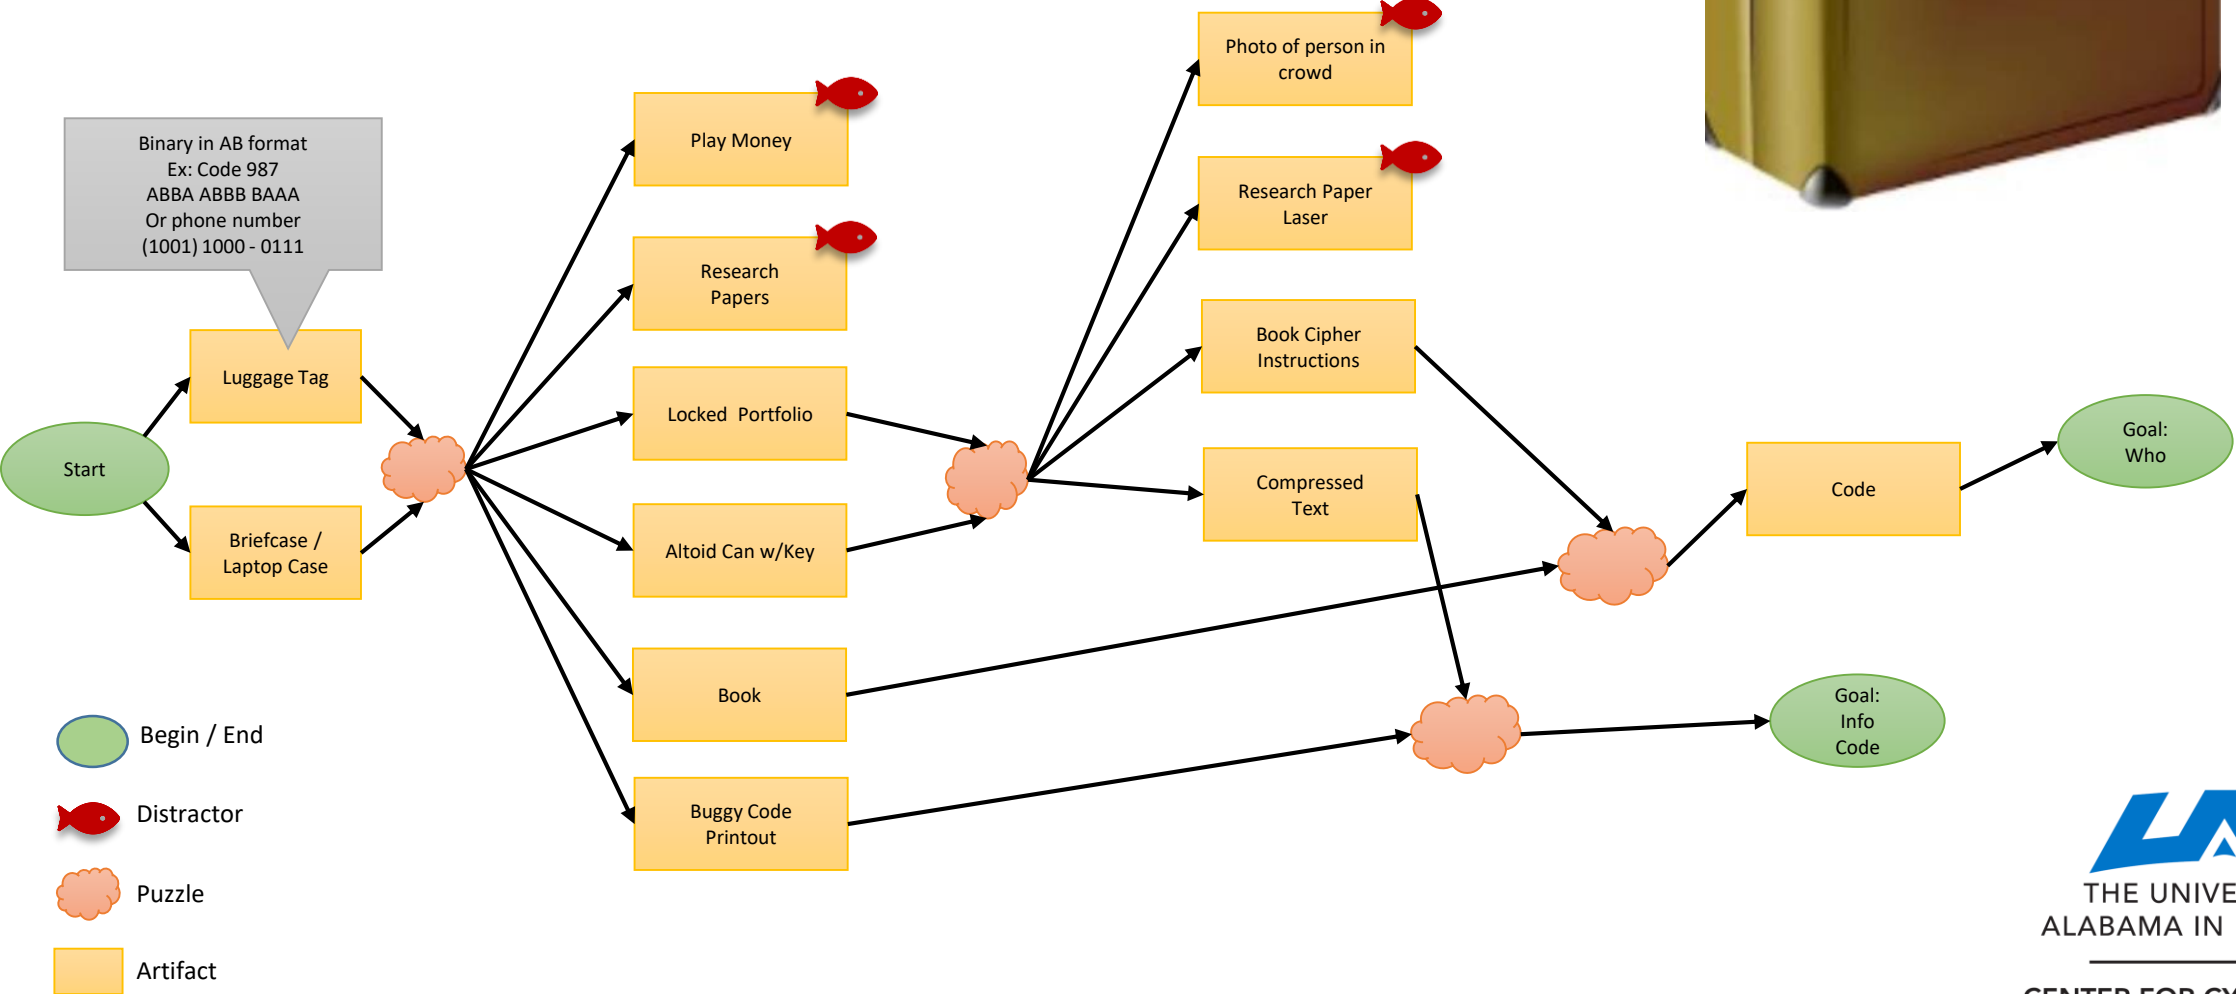 Photo of person in
crowd
Play Money
Binary in AB format
Ex: Code 987
ABBA ABBB BAAA
Or phone number
(1001) 1000 - 0111
Research Paper
Laser
Research
Papers
Book Cipher
Instructions
Luggage Tag
Locked Portfolio
Goal:
Who
Start
Compressed
Text
Code
Briefcase /
Laptop Case
Altoid Can w/Key
Book
Goal:
Info
Code
Buggy Code
Printout
Begin / End
Distractor
Puzzle
Artifact
THE UNIVE
ALABAMA IN
CENTER FOR CY